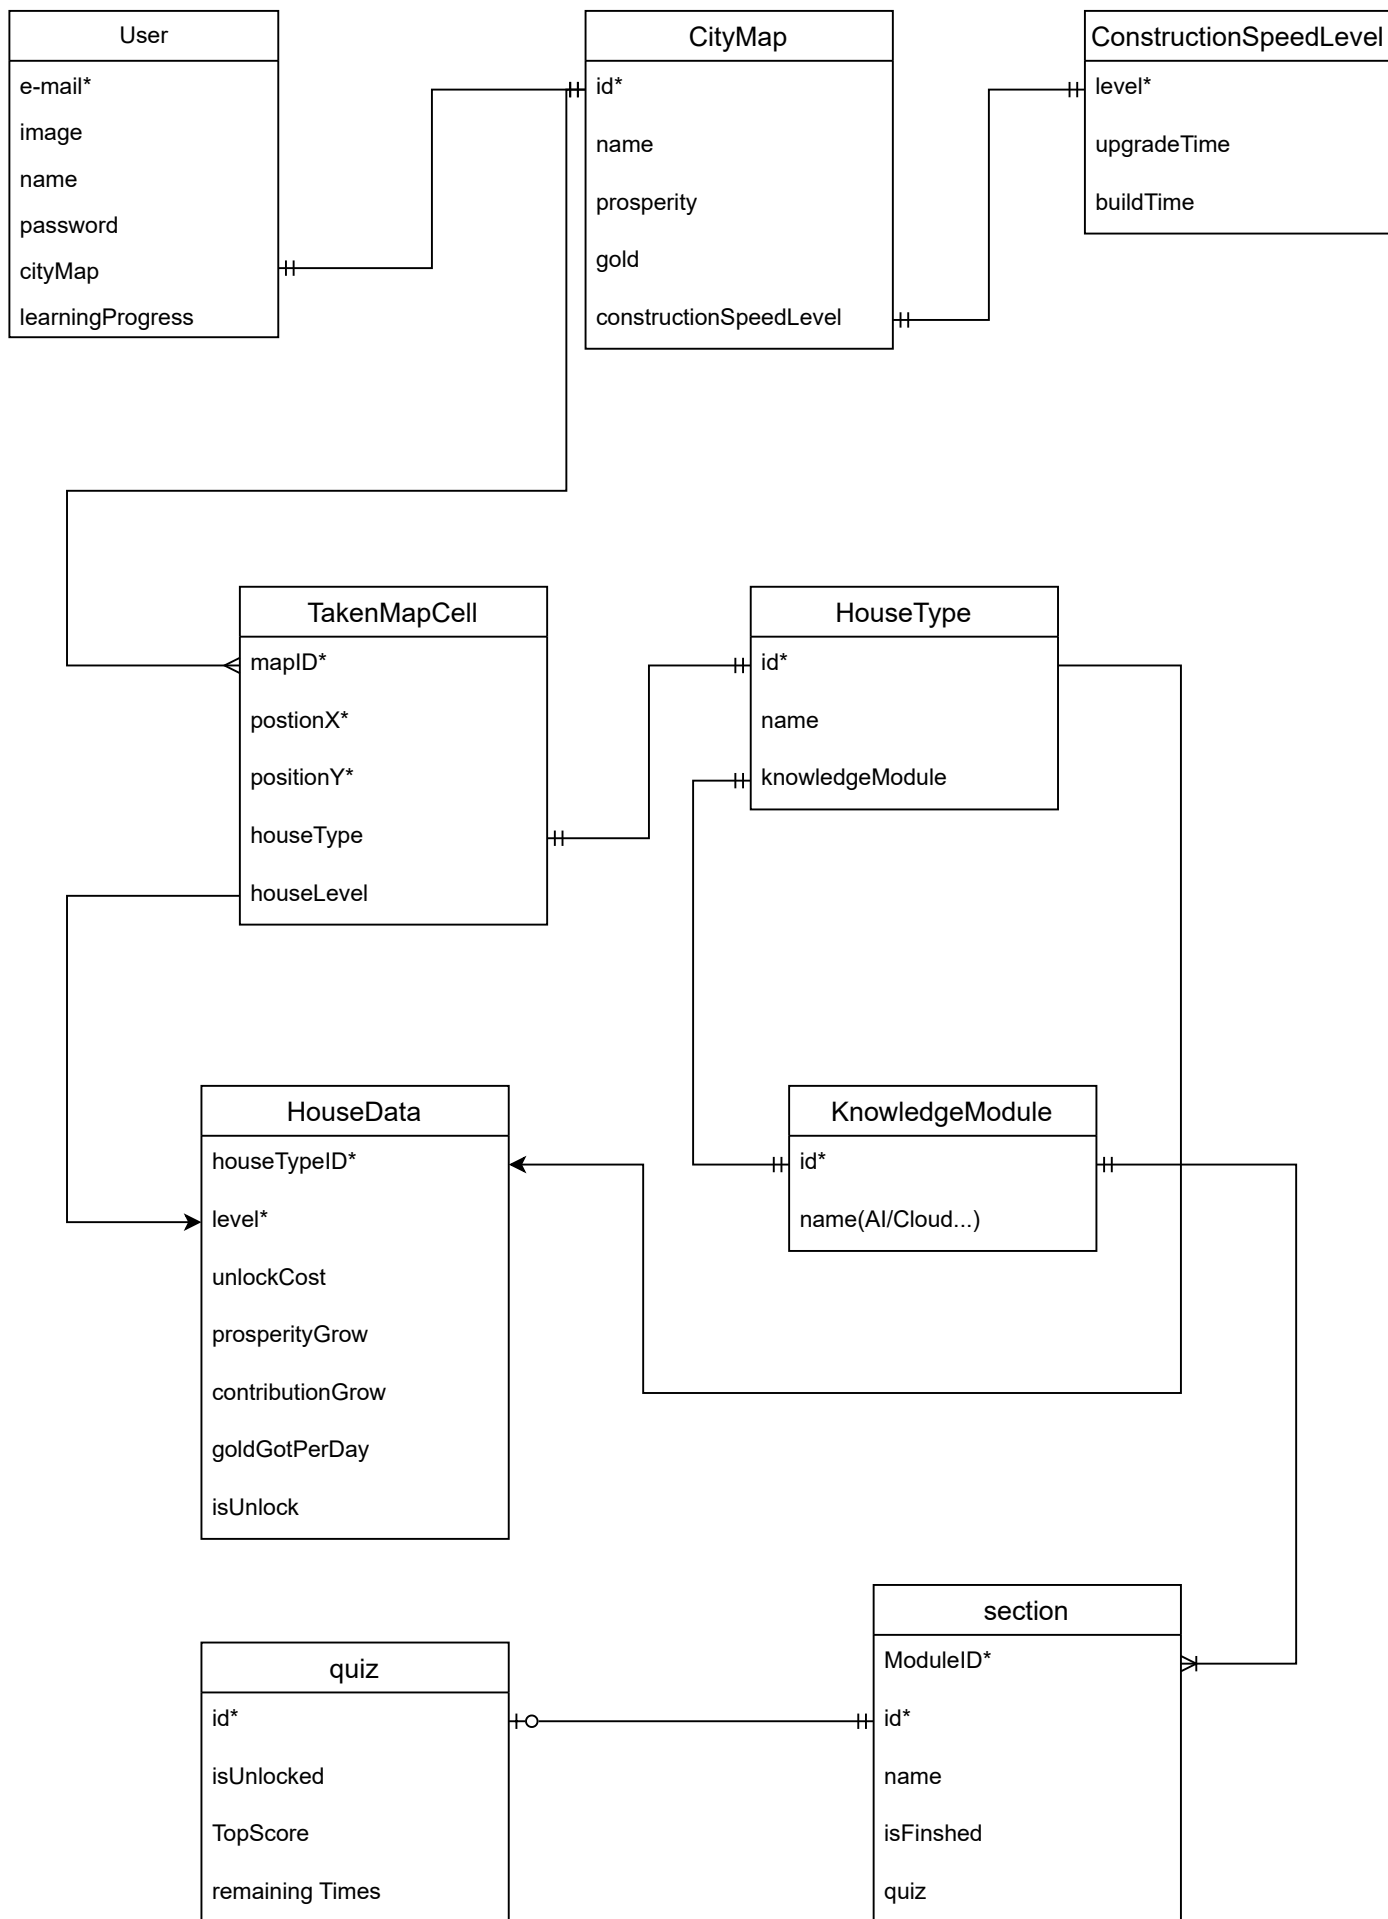 User
e-mail*
image
name
password
cityMap
learningProgress
CityMap
id*
name
prosperity
gold
constructionSpeedLevel
ConstructionSpeedLevel
level*
upgradeTime
buildTime
TakenMapCell
mapID*
postionX*
positionY*
houseType
houseLevel
HouseType
id*
name
knowledgeModule
HouseData
houseTypeID*
level*
unlockCost
prosperityGrow
contributionGrow
goldGotPerDay
isUnlock
KnowledgeModule
id*
name(AI/Cloud...)
quiz
id*
isUnlocked
TopScore
remaining Times
section
ModuleID*
id*
name
isFinshed
quiz